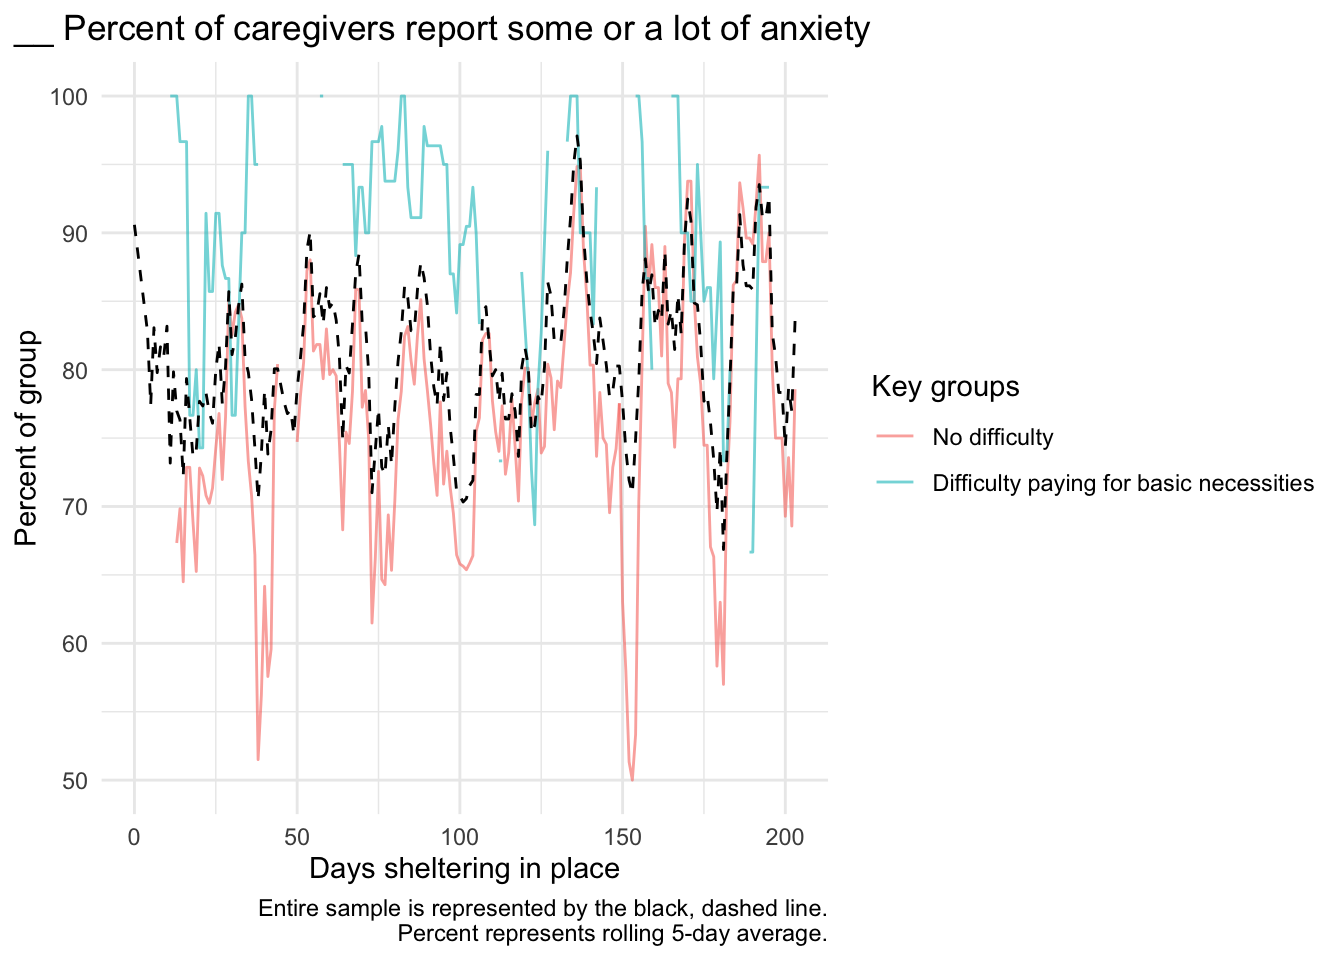 __ Percent of caregivers report some or a lot of anxiety
100
90
80
70
60
50
Percent of group
0 50 100 150 200
Days sheltering in place
Key groups
No difficulty
Difficulty paying for basic necessities
Entire sample is represented by the black, dashed line.
Percent represents rolling 5-day average.